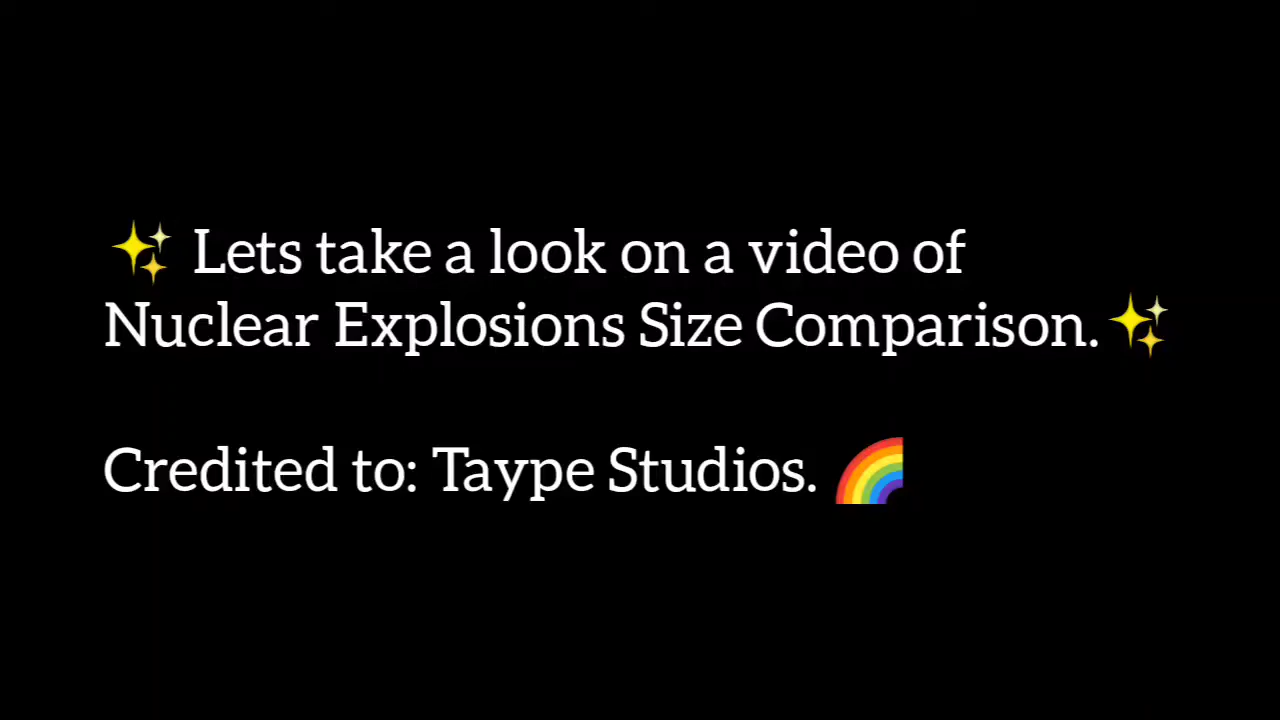 ✨ Lets take a look on a video of
Nuclear Explosions Size Comparison. ✨
Credited to: Taype Studios. 🌈